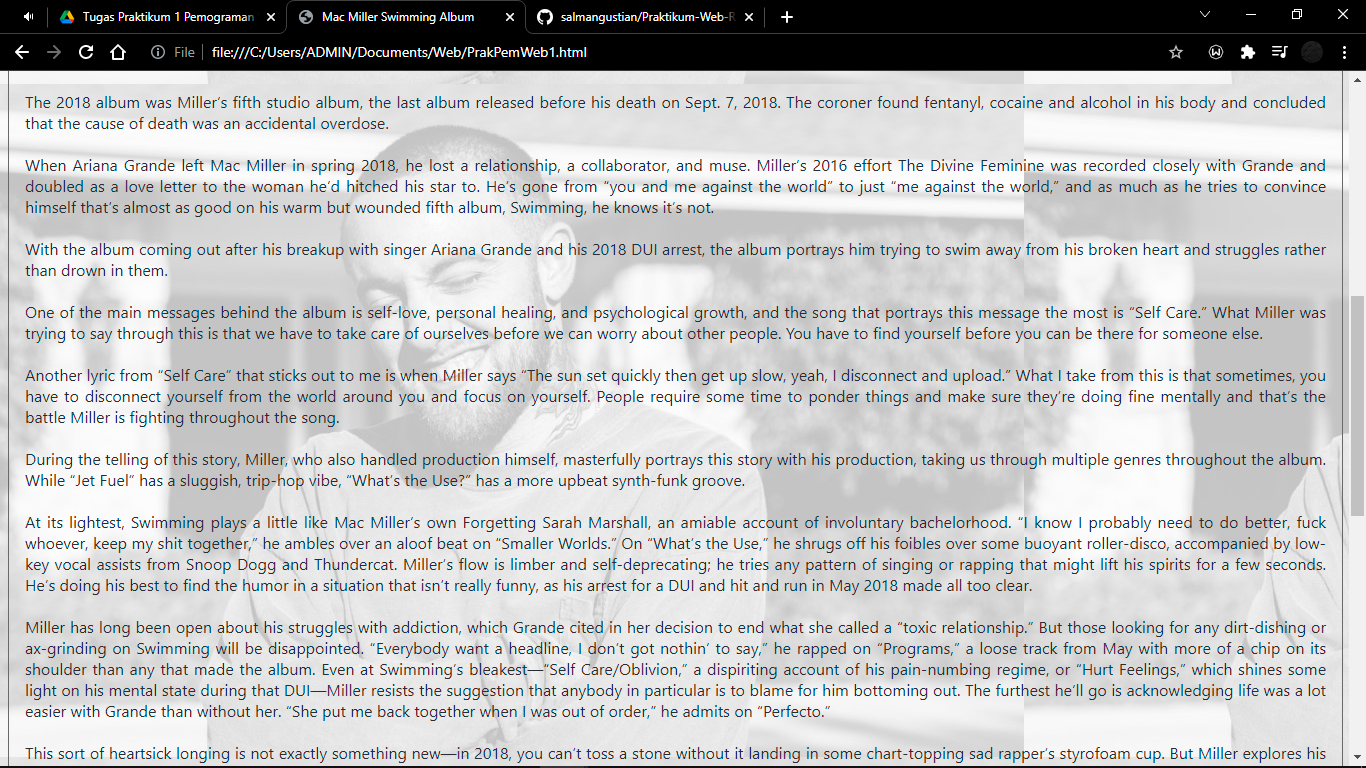 Tugas Praktikum 1 Pemograman
Mac Miller Swimming Album
salmangustian/Praktikum-Web-R
File
file:///C:/Users/ADMIN/Documents/Web/PrakPemWeb1.html
The 2018 album was Miller’s fifth studio album, the last album released before his death on Sept. 7, 2018. The coroner found fentanyl, cocaine and alcohol in his body and concluded
that the cause of death was an accidental overdose.
When Ariana Grande left Mac Miller in spring 2018, he lost a relationship, a collaborator, and muse. Miller’s 2016 effort The Divine Feminine was recorded closely with Grande and
doubled as a love letter to the woman he’d hitched his star to. He’s gone from “you and me against the world” to just “me against the world,” and as much as he tries to convince
himself that’s almost as good on his warm but wounded fifth album, Swimming, he knows it’s not.
With the album coming out after his breakup with singer Ariana Grande and his 2018 DUI arrest, the album portrays him trying to swim away from his broken heart and struggles rather
than drown in them.
One of the main messages behind the album is self-love, personal healing, and psychological growth, and the song that portrays this message the most is “Self Care.” What Miller was
trying to say through this is that we have to take care of ourselves before we can worry about other people. You have to find yourself before you can be there for someone else.
Another lyric from “Self Care” that sticks out to me is when Miller says “The sun set quickly then get up slow, yeah, I disconnect and upload.” What I take from this is that sometimes, you
have to disconnect yourself from the world around you and focus on yourself. People require some time to ponder things and make sure they’re doing fine mentally and that’s the
battle Miller is fighting throughout the song.
During the telling of this story, Miller, who also handled production himself, masterfully portrays this story with his production, taking us through multiple genres throughout the album.
While “Jet Fuel” has a sluggish, trip-hop vibe, “What’s the Use?” has a more upbeat synth-funk groove.
At its lightest, Swimming plays a little like Mac Miller’s own Forgetting Sarah Marshall, an amiable account of involuntary bachelorhood. “I know I probably need to do better, fuck
whoever, keep my shit together,” he ambles over an aloof beat on “Smaller Worlds.” On “What’s the Use,” he shrugs off his foibles over some buoyant roller-disco, accompanied by low-
key vocal assists from Snoop Dogg and Thundercat. Miller’s flow is limber and self-deprecating; he tries any pattern of singing or rapping that might lift his spirits for a few seconds.
He’s doing his best to find the humor in a situation that isn’t really funny, as his arrest for a DUI and hit and run in May 2018 made all too clear.
Miller has long been open about his struggles with addiction, which Grande cited in her decision to end what she called a “toxic relationship.” But those looking for any dirt-dishing or
ax-grinding on Swimming will be disappointed. “Everybody want a headline, I don’t got nothin’ to say,” he rapped on “Programs,” a loose track from May with more of a chip on its
shoulder than any that made the album. Even at Swimming’s bleakest—“Self Care/Oblivion,” a dispiriting account of his pain-numbing regime, or “Hurt Feelings,” which shines some
light on his mental state during that DUI—Miller resists the suggestion that anybody in particular is to blame for him bottoming out. The furthest he’ll go is acknowledging life was a lot
easier with Grande than without her. “She put me back together when I was out of order,” he admits on “Perfecto.”
This sort of heartsick longing is not exactly something new—in 2018, you can’t toss a stone without it landing in some chart-topping sad rapper’s styrofoam cup. But Miller explores his